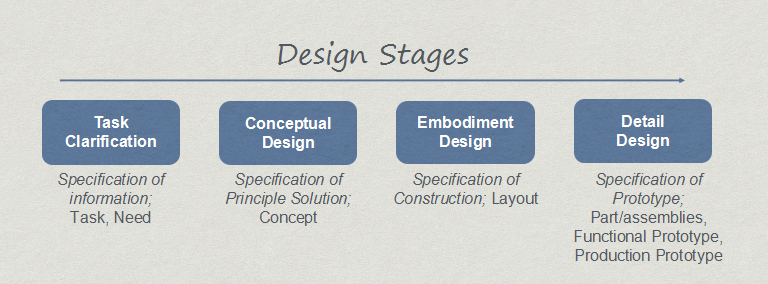 Design Stages
Task
Clarification
Specification of
information;
Task, Need
Conceptual
Design
Specification of
Principle Solution;
Concept
Embodiment
Design
Specification of
Construction; Layout
Detail
Design
Specification of
Prototype;
Part/assemblies,
Functional Prototype,
Production Prototype